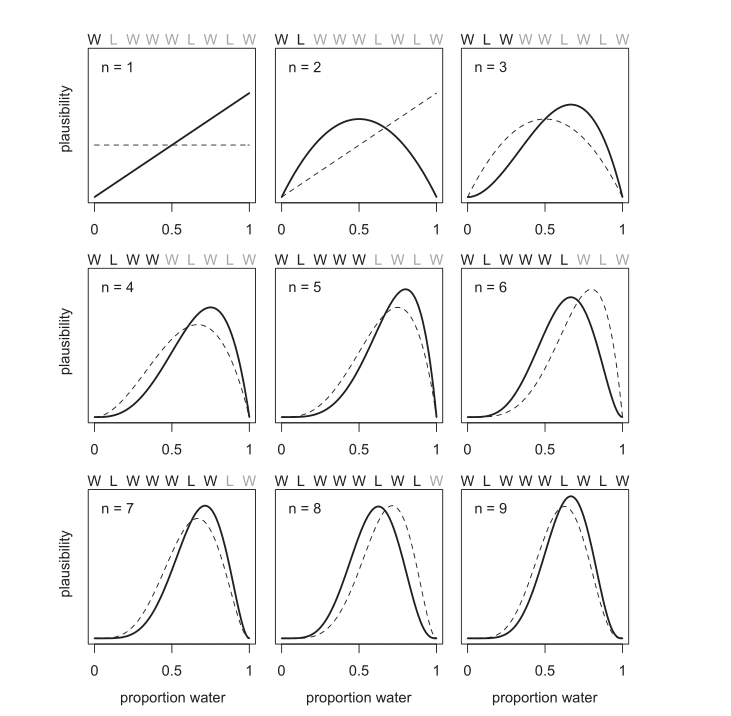 W L W W W L W L W W L W W W L W L W W L W W W L W L W
n = 1 n = 2 n = 3
plausibility
0 0.5 1 0 0.5 1 0 0.5 1
W L W W W L W L W W L W W W L W L W W L W W W L W L W
n = 4 n = 5 n = 6
plausibility
0 0.5 1 0 0.5 1 0 0.5 1
W L W W W L W L W W L W W W L W L W W L W W W L W L W
n = 7 n = 8 n = 9
plausibility
0 0.5 1 0 0.5 1 0 0.5 1
proportion water proportion water proportion water